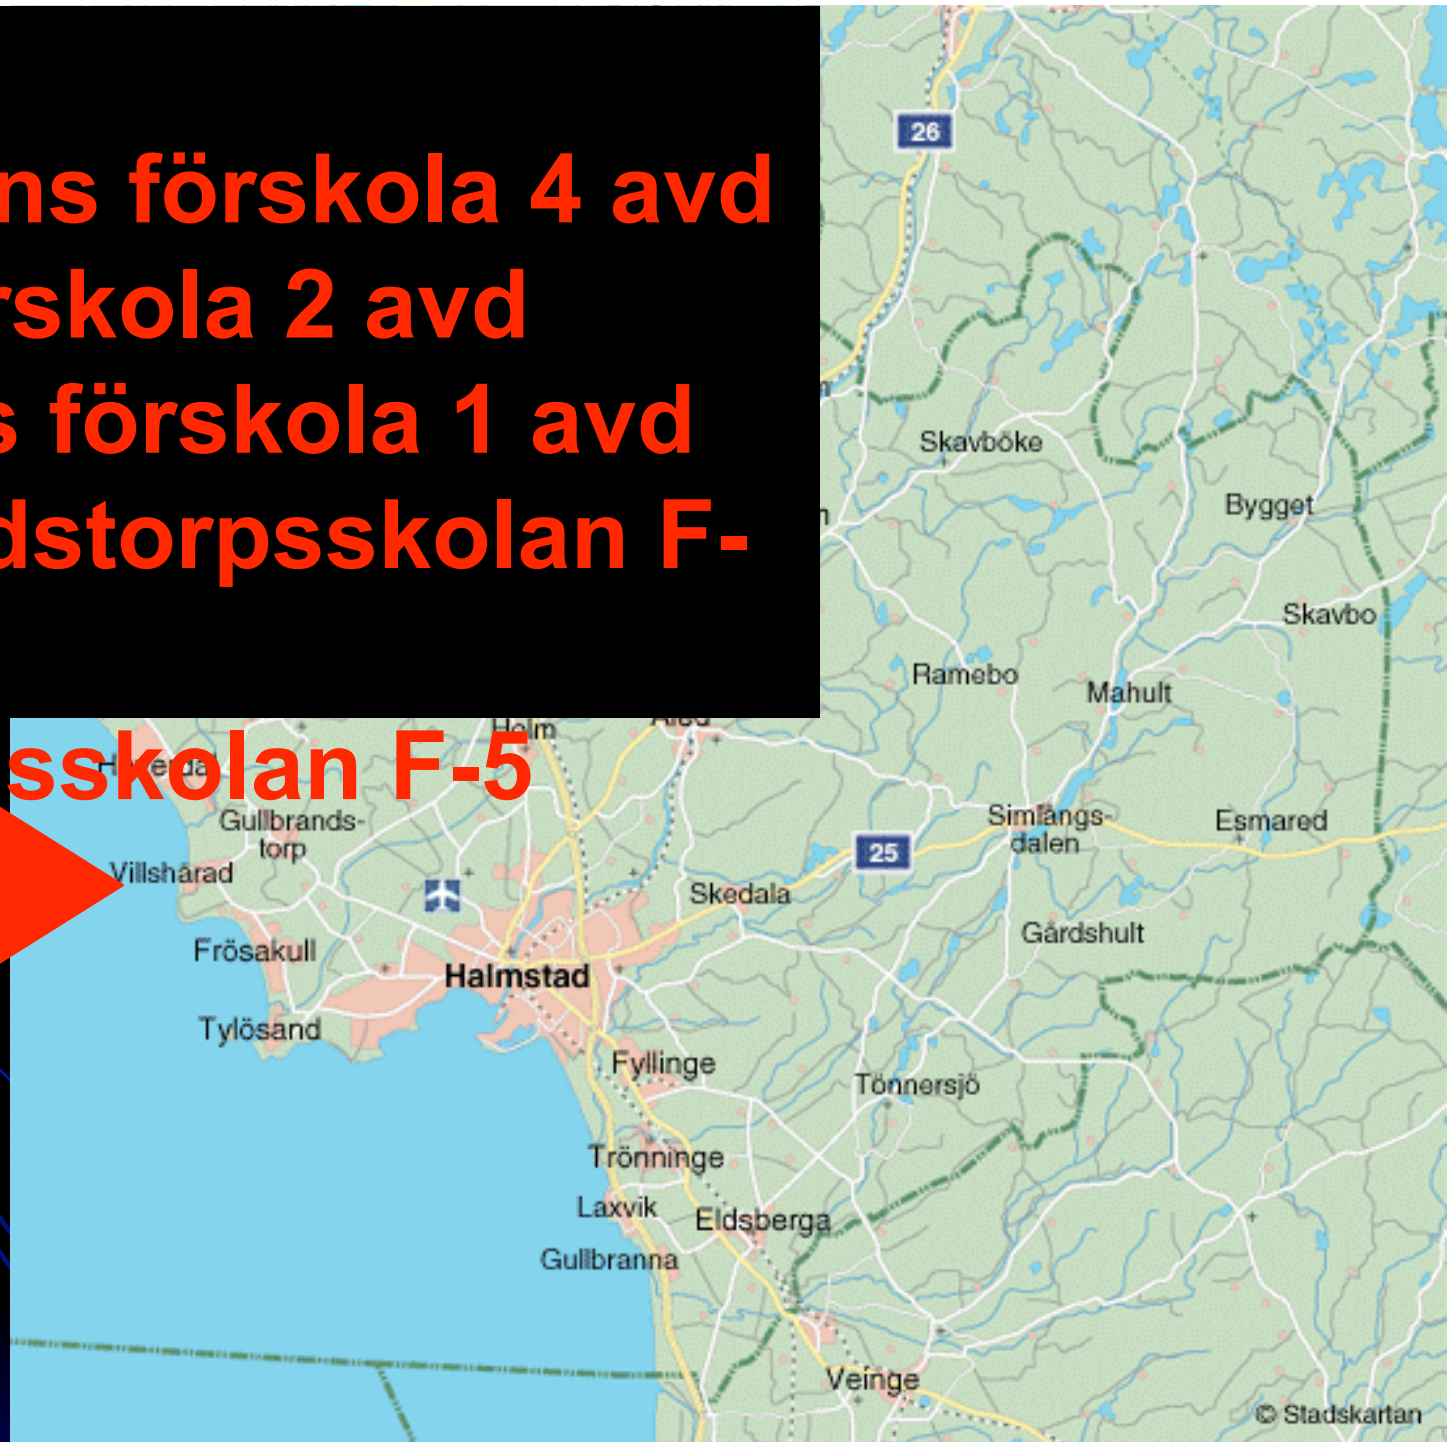 ns förskola 4 avd
rskola 2 avd
s förskola 1 avd
dstorpsskolan F-
sskolan F-5
26
Skavböke
Bygget
Skavbo
Ramebo
Mahult
Holm
Gullbrands-
torp
Villshärad
25
Simlångs-
dalen
Esmared
Skedala
Frösakull
Gårdshult
Halmstad
Tylösand
Fyllinge
Tönnersjö
Trönninge
Laxvik
Eldsberga
Gullbranna
Veinge
© Stadskartan